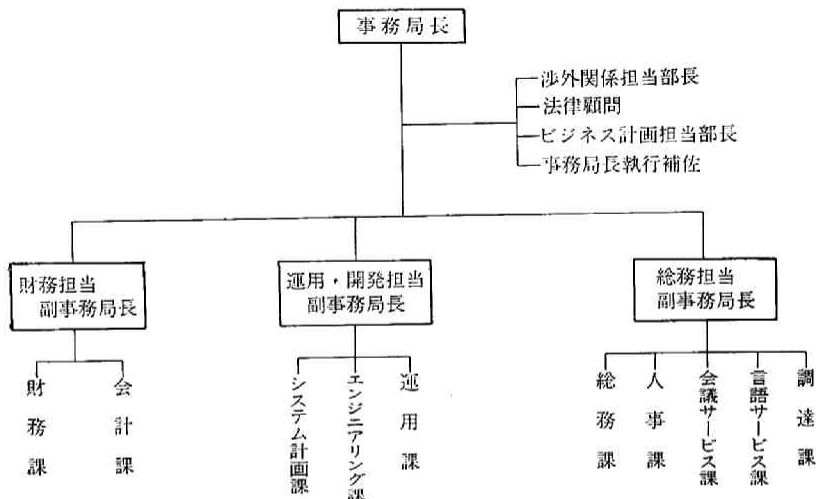 事務局長
渉外関係担当部長
法律顧問
ビジネス計画担当部長
事務局長執行補佐
財務担当
副事務局長
運用・開発担当
副事務局長
総務担当
副事務局長
財務課
会計課
システム計画課
エンジニアリング課
運用課
総務課
人事課
会議サービス課
言語サービス課
調達課